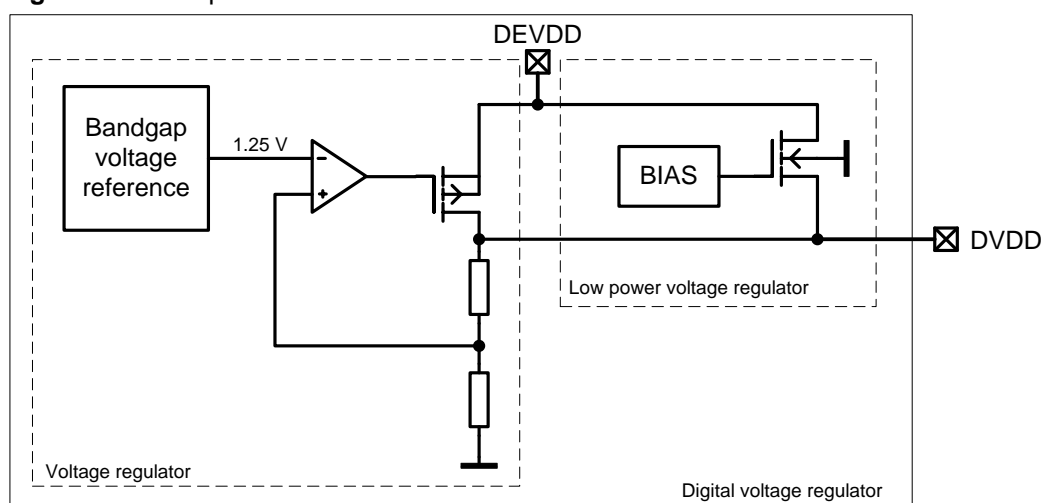 DEVDD
Bandgap
voltage
reference
1.25 V
-
+
BIAS
DVDD
Low power voltage regulator
Voltage regulator
Digital voltage regulator